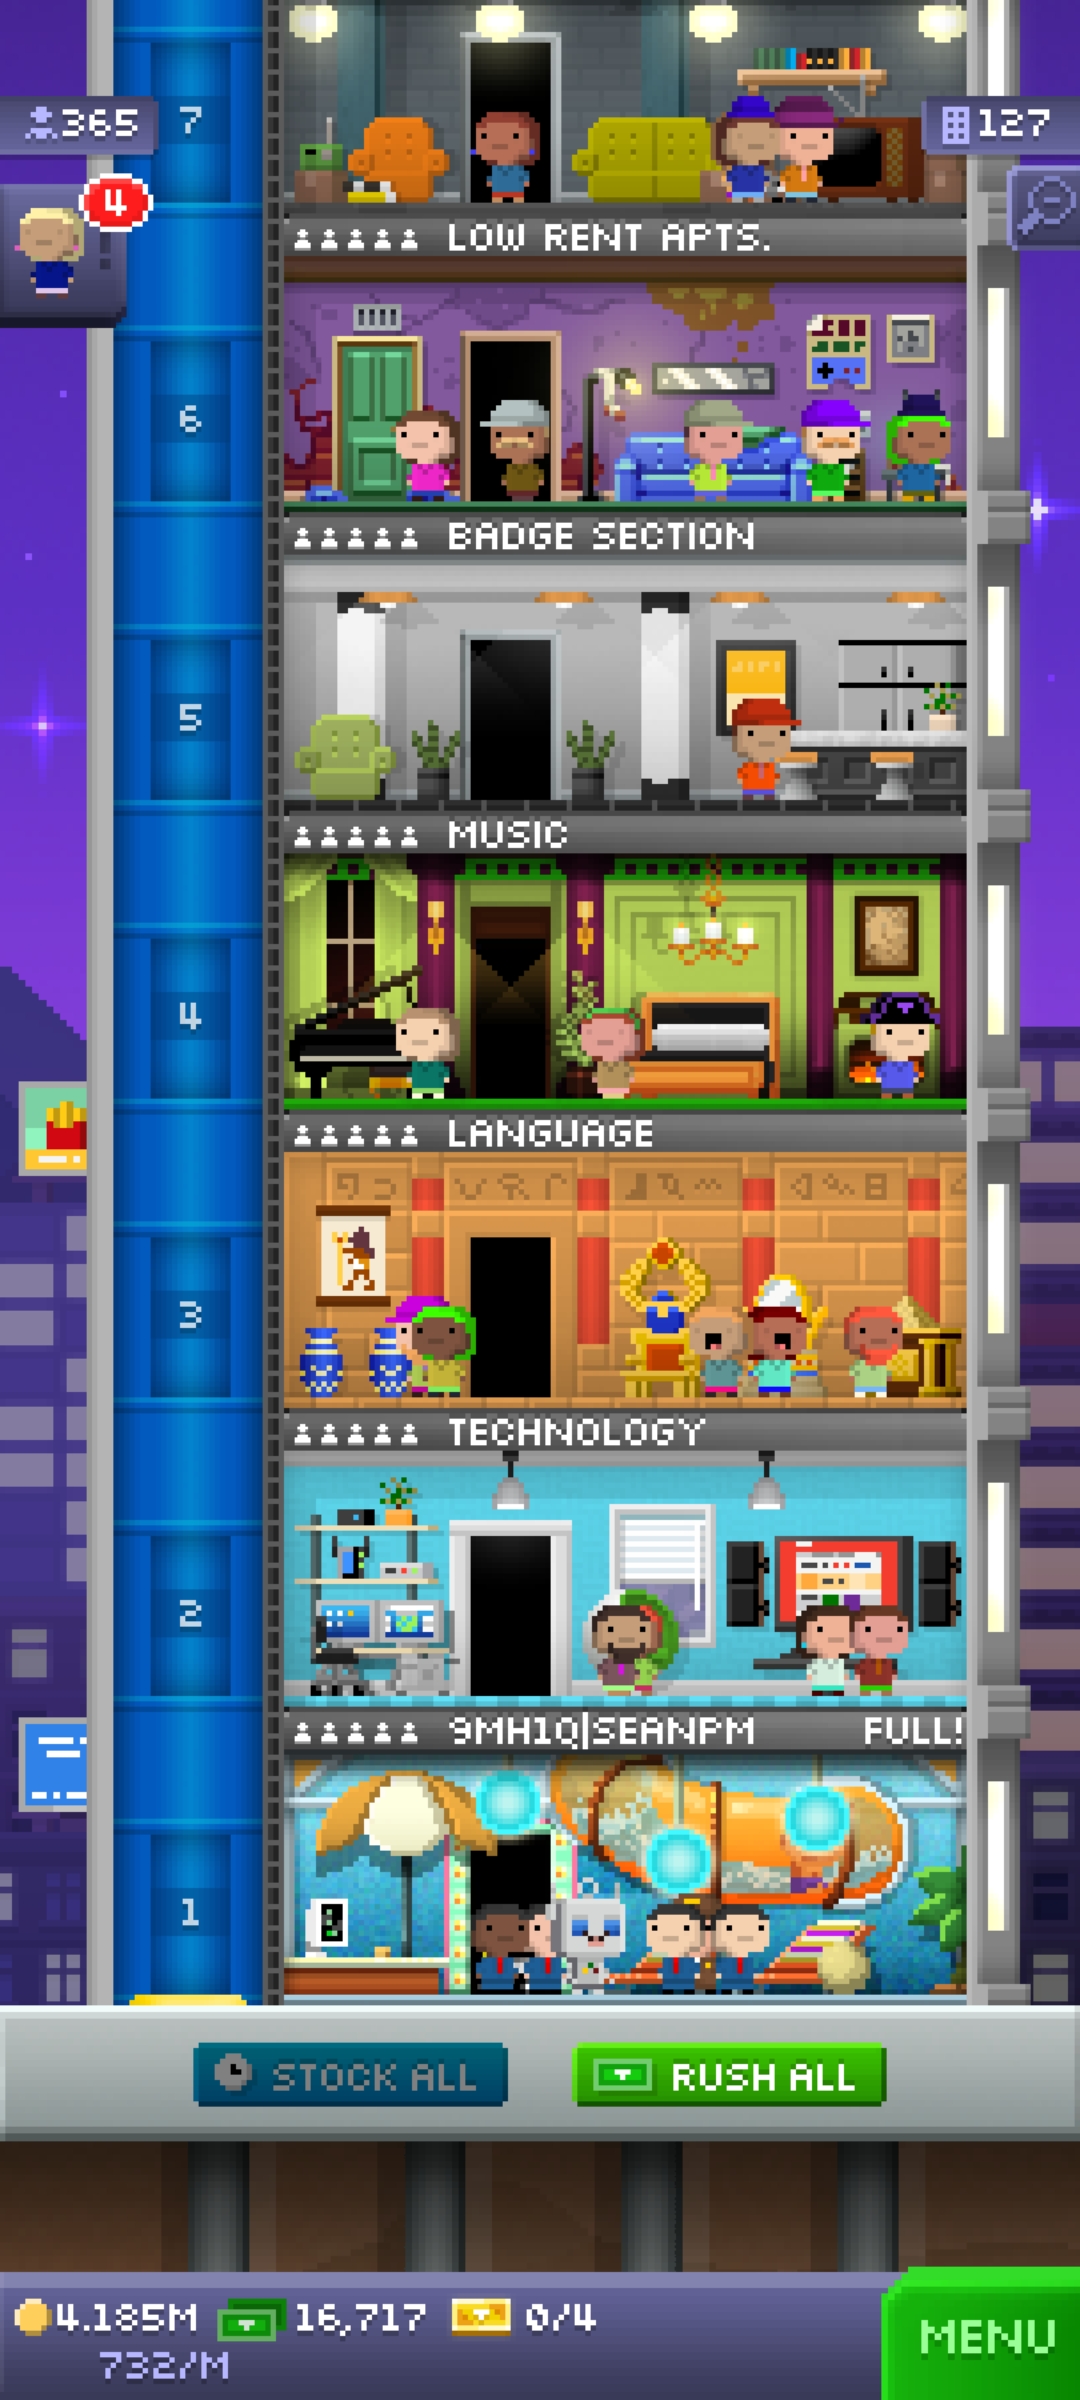 7
365
127
4
LOW RENT APTS.
6
BADGE SECTION
5
MUSIC
4
LANGUAGE
3
TECHNOLOGY
2
9MH1Q|SEANPM FULL!
1
STOCK ALL
RUSH ALL
4.185M 16,717 0/4
732/M
MENU